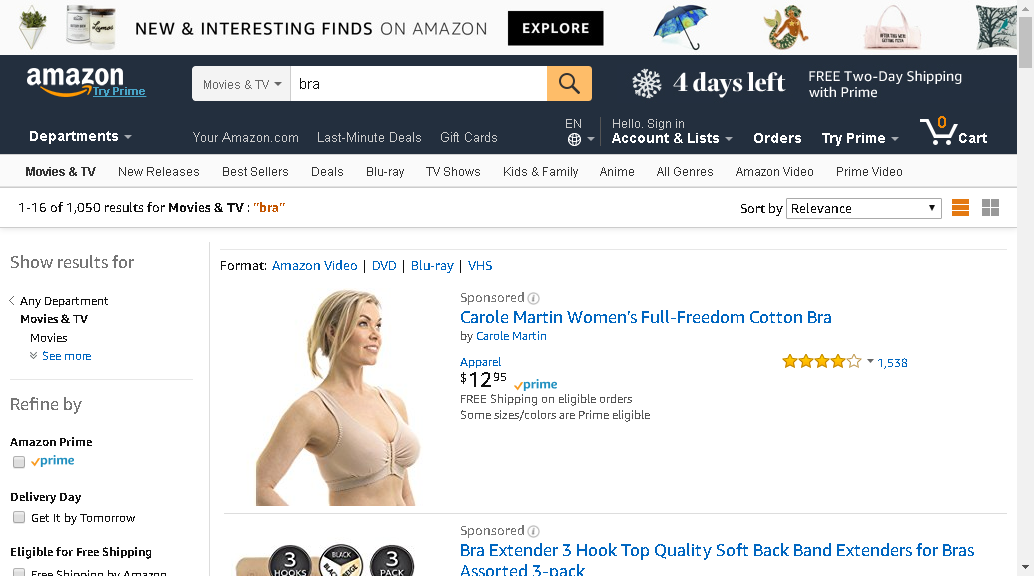 NEW & INTERESTING FINDS ON AMAZON EXPLORE
amazon Try Prime
Movies & TV bra
4 days left FREE Two-Day Shipping with Prime
Departments
Your Amazon.com Last-Minute Deals Gift Cards
EN
Hello. Sign in
Account & Lists Orders Try Prime 0 Cart
Movies & TV New Releases Best Sellers Deals Blu-ray TV Shows Kids & Family Anime All Genres Amazon Video Prime Video
1-16 of 1,050 results for Movies & TV : "bra"
Sort by Relevance
Show results for
Any Department
Movies & TV
Movies
See more
Refine by
Amazon Prime
prime
Delivery Day
Get It by Tomorrow
Eligible for Free Shipping
Free Shipping by Amazon
Format: Amazon Video | DVD | Blu-ray | VHS
Sponsored
Carole Martin Women's Full-Freedom Cotton Bra
by Carole Martin
Apparel
$12 95 prime
FREE Shipping on eligible orders
Some sizes/colors are Prime eligible
1,538
Sponsored
Bra Extender 3 Hook Top Quality Soft Back Band Extenders for Bras
Assorted 3-pack
3 HOOKS
BLACK
3 PACK